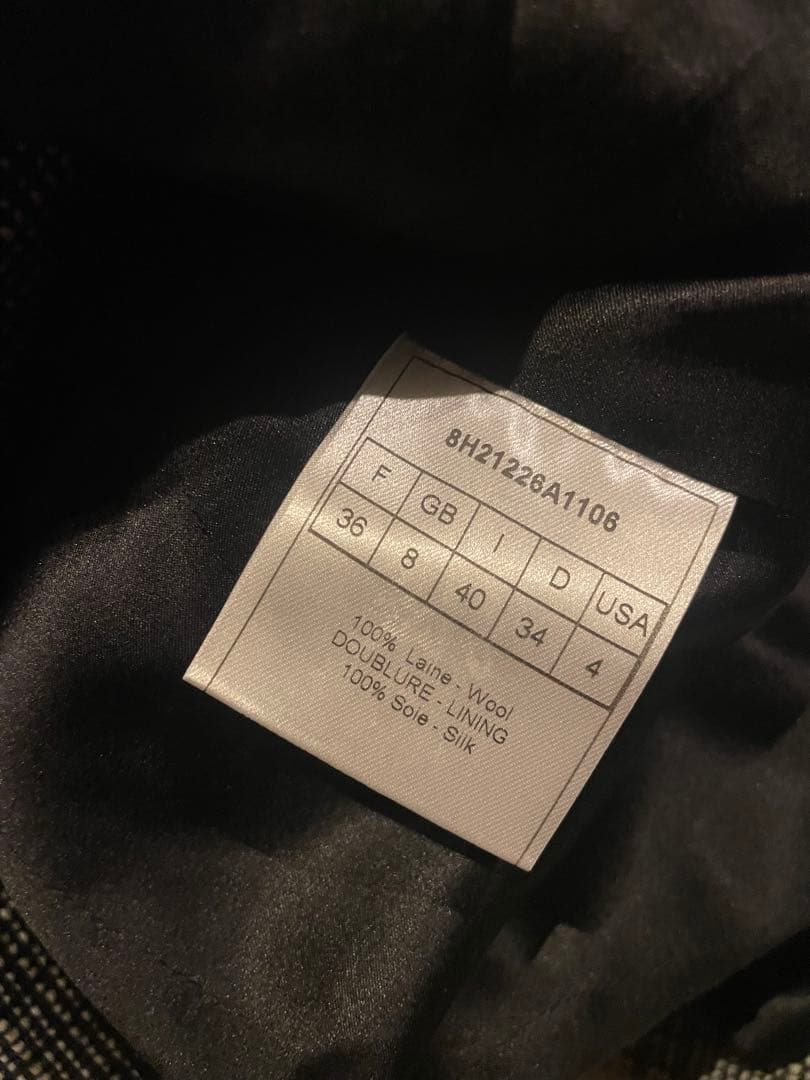 8H21226A1106
F GB I D USA
36 8 40 34 4
100% Laine - Wool
DOUBLURE - LINING
100% Soie - Silk